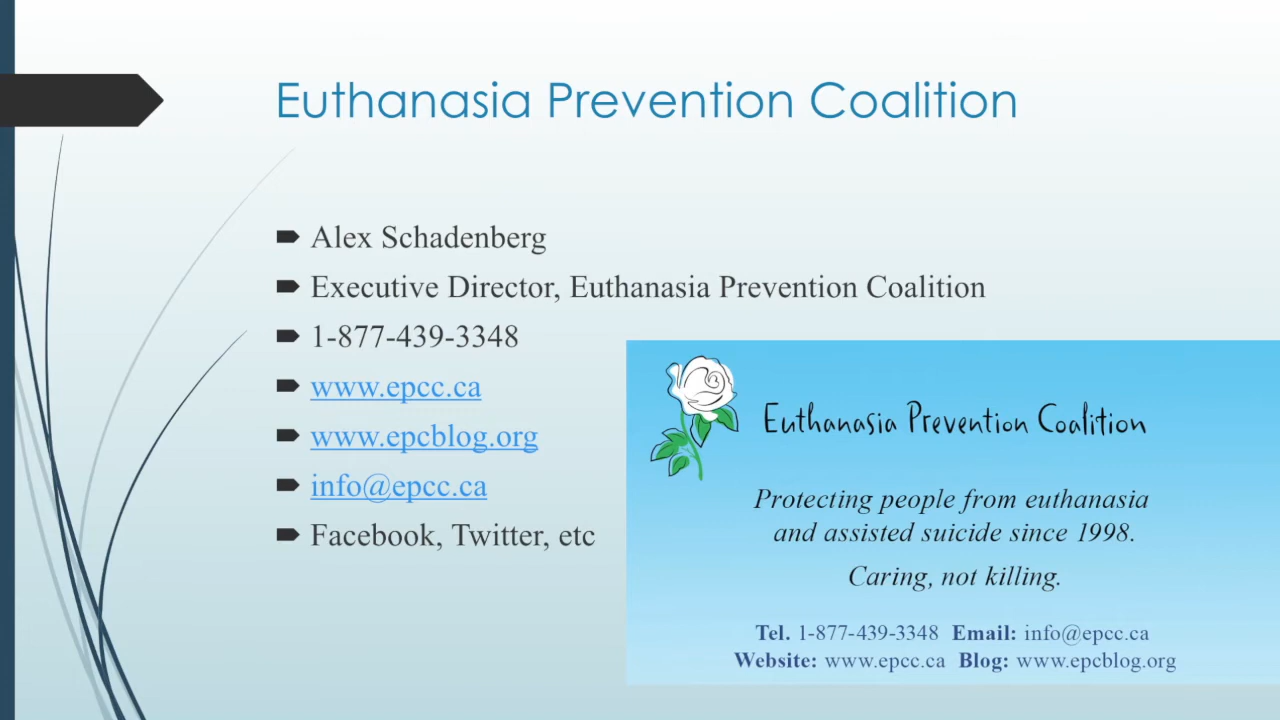 Euthanasia Prevention Coalition
Alex Schadenberg
Executive Director, Euthanasia Prevention Coalition
1-877-439-3348
www.epcc.ca
www.epcblog.org
info@epcc.ca
Facebook, Twitter, etc
Euthanasia Prevention Coalition
Protecting people from euthanasia
and assisted suicide since 1998.
Caring, not killing.
Tel. 1-877-439-3348 Email: info@epcc.ca
Website: www.epcc.ca Blog: www.epcblog.org